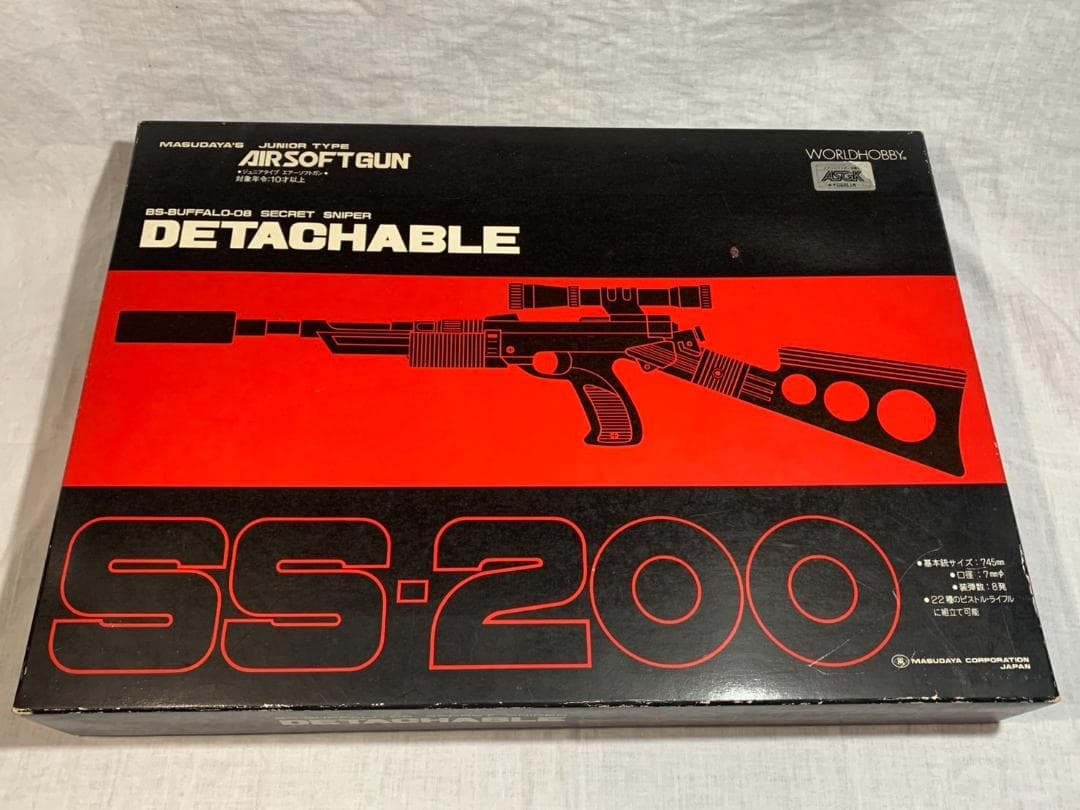 MASUDAYA'S JUNIOR TYPE
AIRSOFTGUN
•ジュニアタイプ エアーソフトガン•
対象年令:10才以上
WORLDHOBBY®
ASGK
BS-BUFFALO-08 SECRET SNIPER
DETACHABLE
SS·200
•基本銃サイズ:745mm
•口径:7mmφ
•装弾数:8発
•22種のピストル・ライフル
に組立て可能
MASUDAYA CORPORATION
JAPAN
DETACHABLE